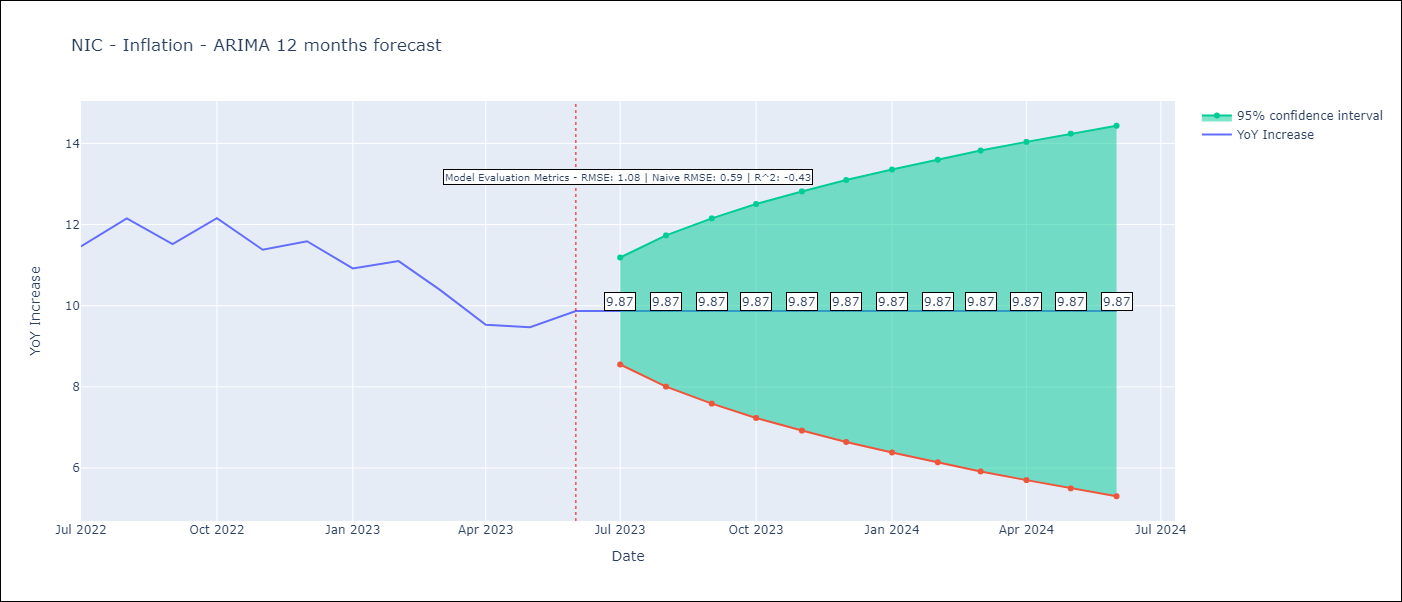 NIC - Inflation - ARIMA 12 months forecast
95% confidence interval
YoY Increase
Model Evaluation Metrics - RMSE: 1.08 | Naive RMSE: 0.59 | R^2: -0.43
14
12
10
8
6
YoY Increase
9.87 9.87 9.87 9.87 9.87 9.87 9.87 9.87 9.87 9.87 9.87 9.87
Jul 2022 Oct 2022 Jan 2023 Apr 2023 Jul 2023 Oct 2023 Jan 2024 Apr 2024 Jul 2024
Date